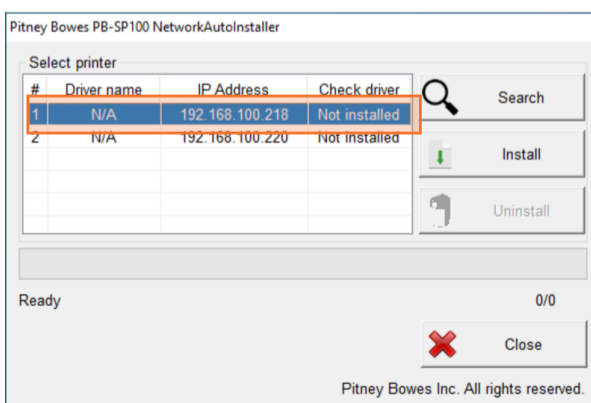 Pitney Bowes PB-SP100 NetworkAutoInstaller
Select printer
# Driver name IP Address Check driver
1 N/A 192.168.100.218 Not installed
2 N/A 192.168.100.220 Not installed
Search
Install
Uninstall
Ready 0/0
Close
Pitney Bowes Inc. All rights reserved.